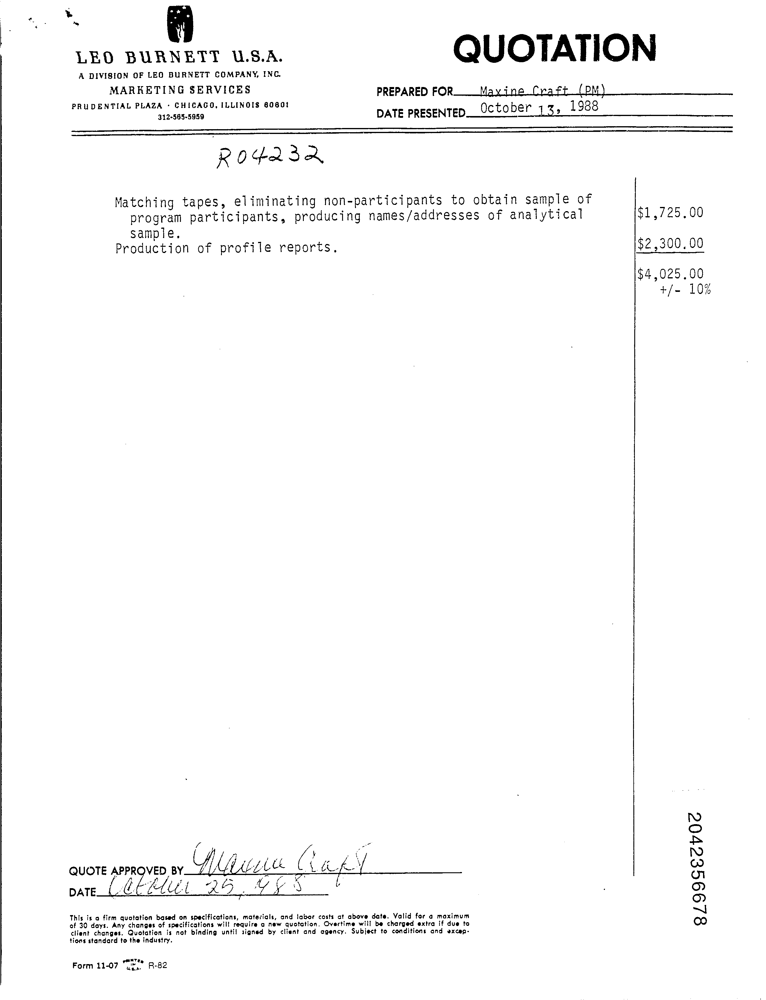 LEO BURNETT U.S.A.
A DIVISION OF LEO BURNETT COMPANY, INC.
MARKETING SERVICES
PRUDENTIAL PLAZA · CHICAGO, ILLINOIS 60601
312-565-5959
QUOTATION
PREPARED FOR Maxine Craft (PM)
DATE PRESENTED October 13, 1988
R04232
Matching tapes, eliminating non-participants to obtain sample of
program participants, producing names/addresses of analytical
sample.
$1,725.00
Production of profile reports.
$2,300.00
$4,025.00
+/- 10%
QUOTE APPROVED BY Maxine Craft
DATE October 25, 1988
This is a firm quotation based on specifications, materials, and labor costs at above date. Valid for a maximum
of 30 days. Any changes of specifications will require a new quotation. Overtime will be charged extra if due to
client changes. Quotation is not binding until signed by client and agency. Subject to conditions and excep-
tions standard to the industry.
Form 11-07 PRINTED IN U.S.A. R-82
2042356678